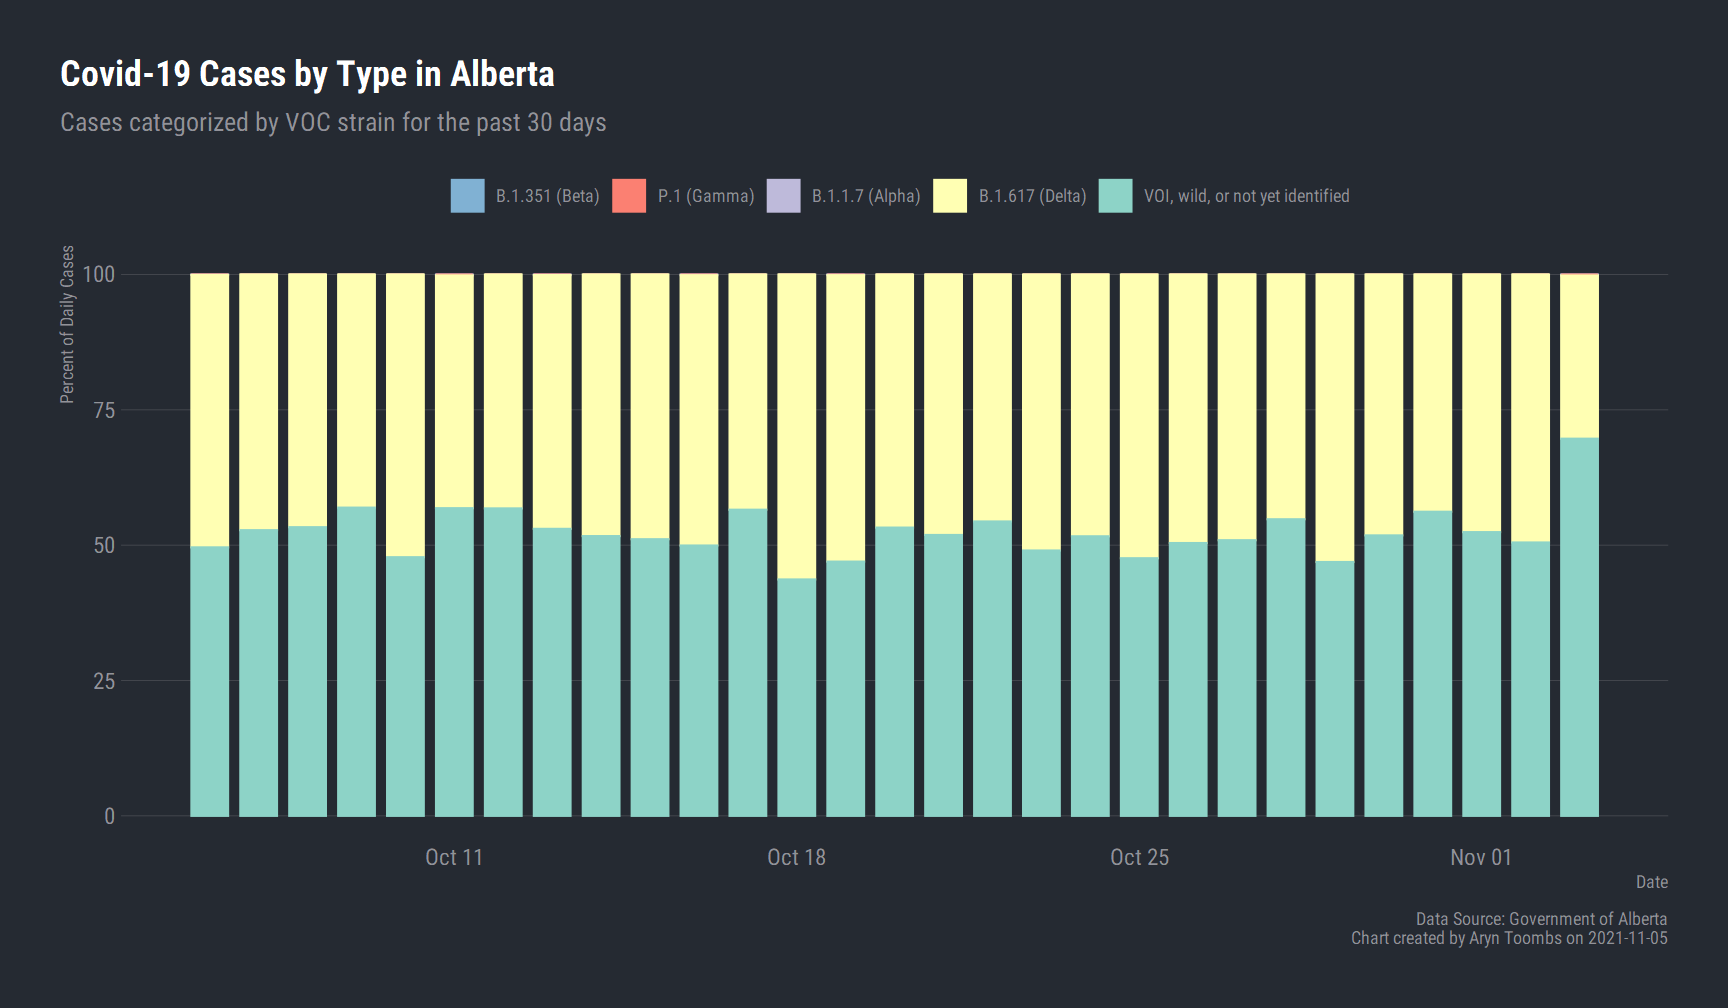 Covid-19 Cases by Type in Alberta
Cases categorized by VOC strain for the past 30 days
B.1.351 (Beta) P.1 (Gamma) B.1.1.7 (Alpha) B.1.617 (Delta) VOI, wild, or not yet identified
Percent of Daily Cases
100
75
50
25
0
Oct 11 Oct 18 Oct 25 Nov 01
Date
Data Source: Government of Alberta
Chart created by Aryn Toombs on 2021-11-05